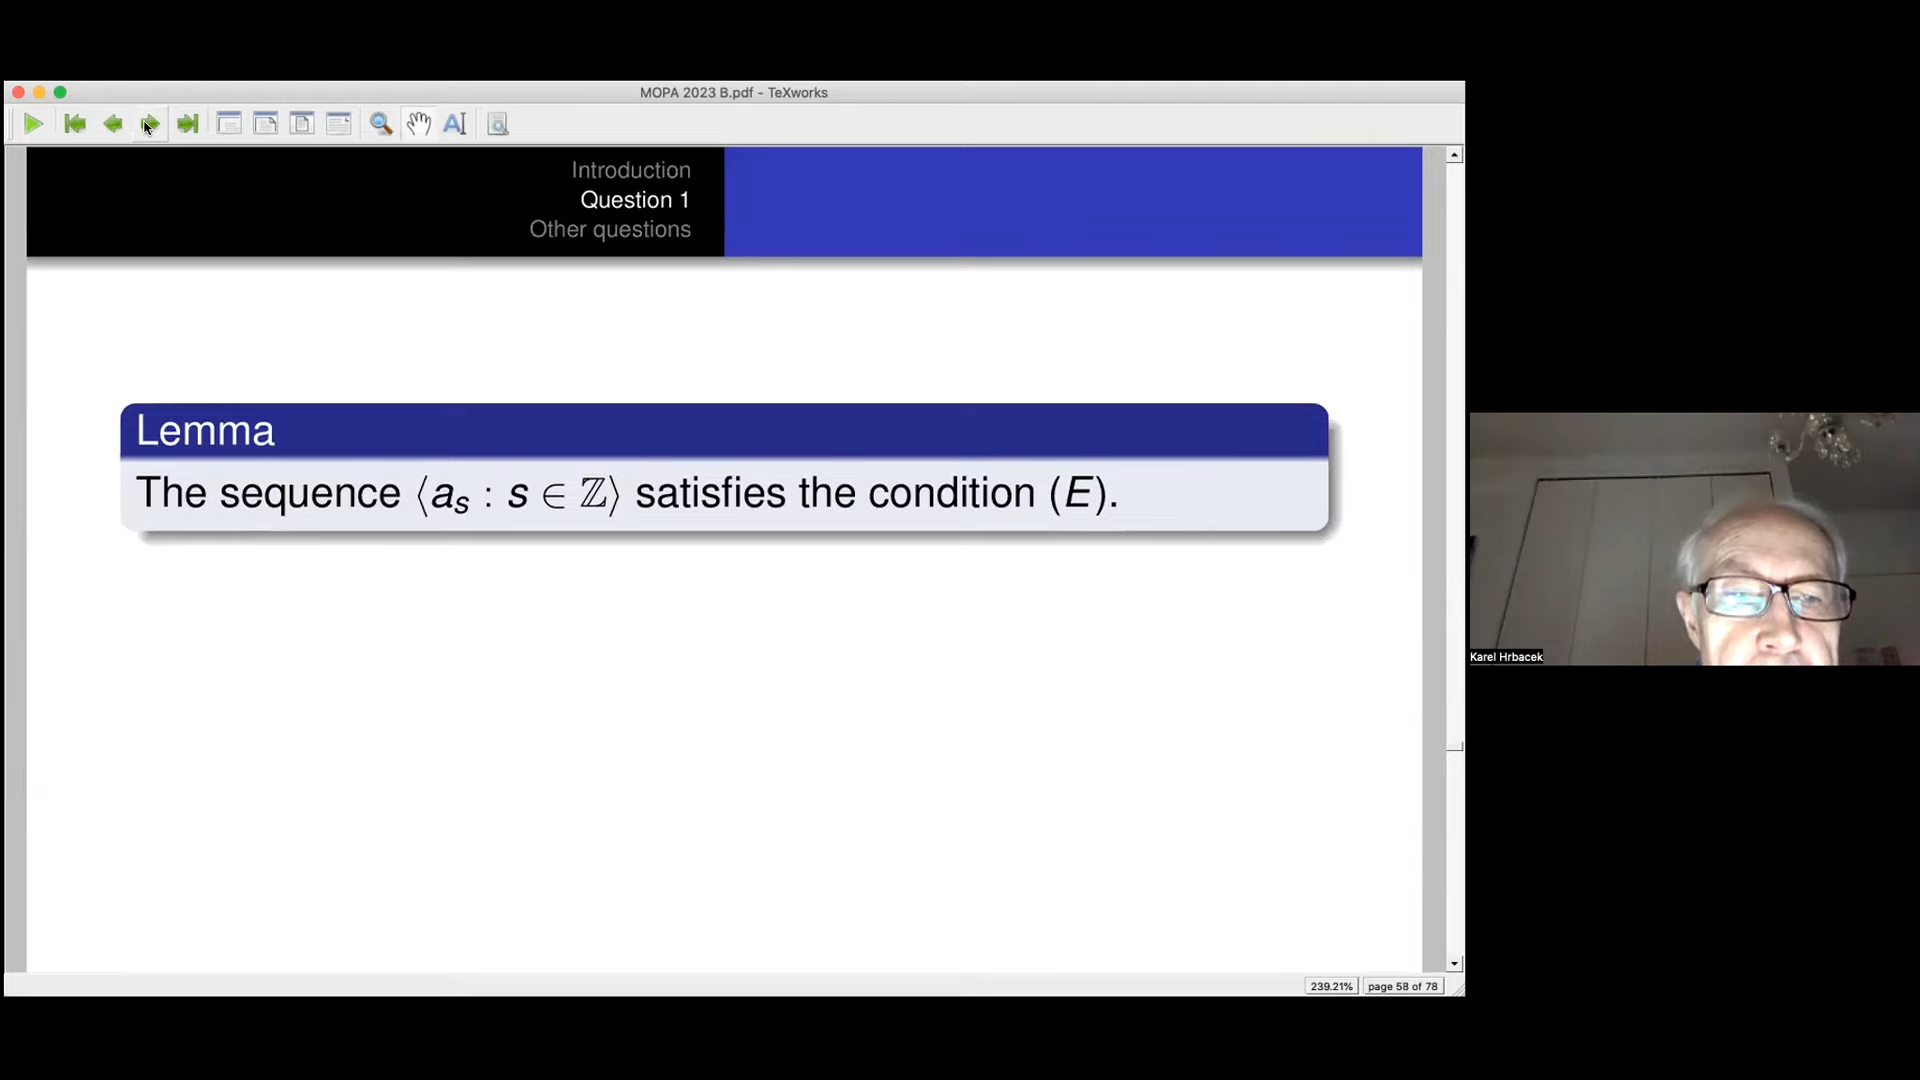 MOPA 2023 B.pdf - TeXworks
Introduction
Question 1
Other questions
Lemma
The sequence ⟨aₛ : s ∈ ℤ⟩ satisfies the condition (E).
Karel Hrbacek
239.21% page 58 of 78